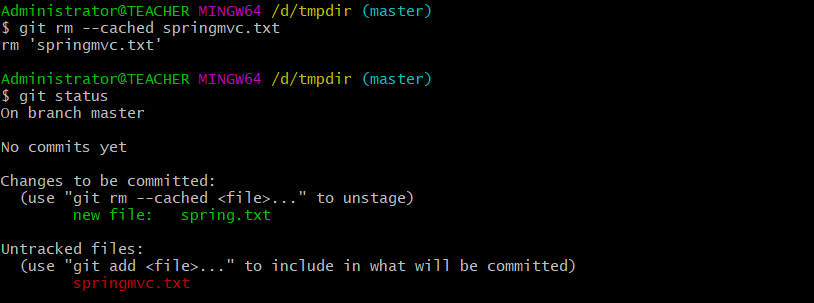 Administrator@TEACHER MINGW64 /d/tmpdir (master)
$ git rm --cached springmvc.txt
rm 'springmvc.txt'
Administrator@TEACHER MINGW64 /d/tmpdir (master)
$ git status
On branch master
No commits yet
Changes to be committed:
(use "git rm --cached <file>..." to unstage)
new file:   spring.txt
Untracked files:
(use "git add <file>..." to include in what will be committed)
springmvc.txt